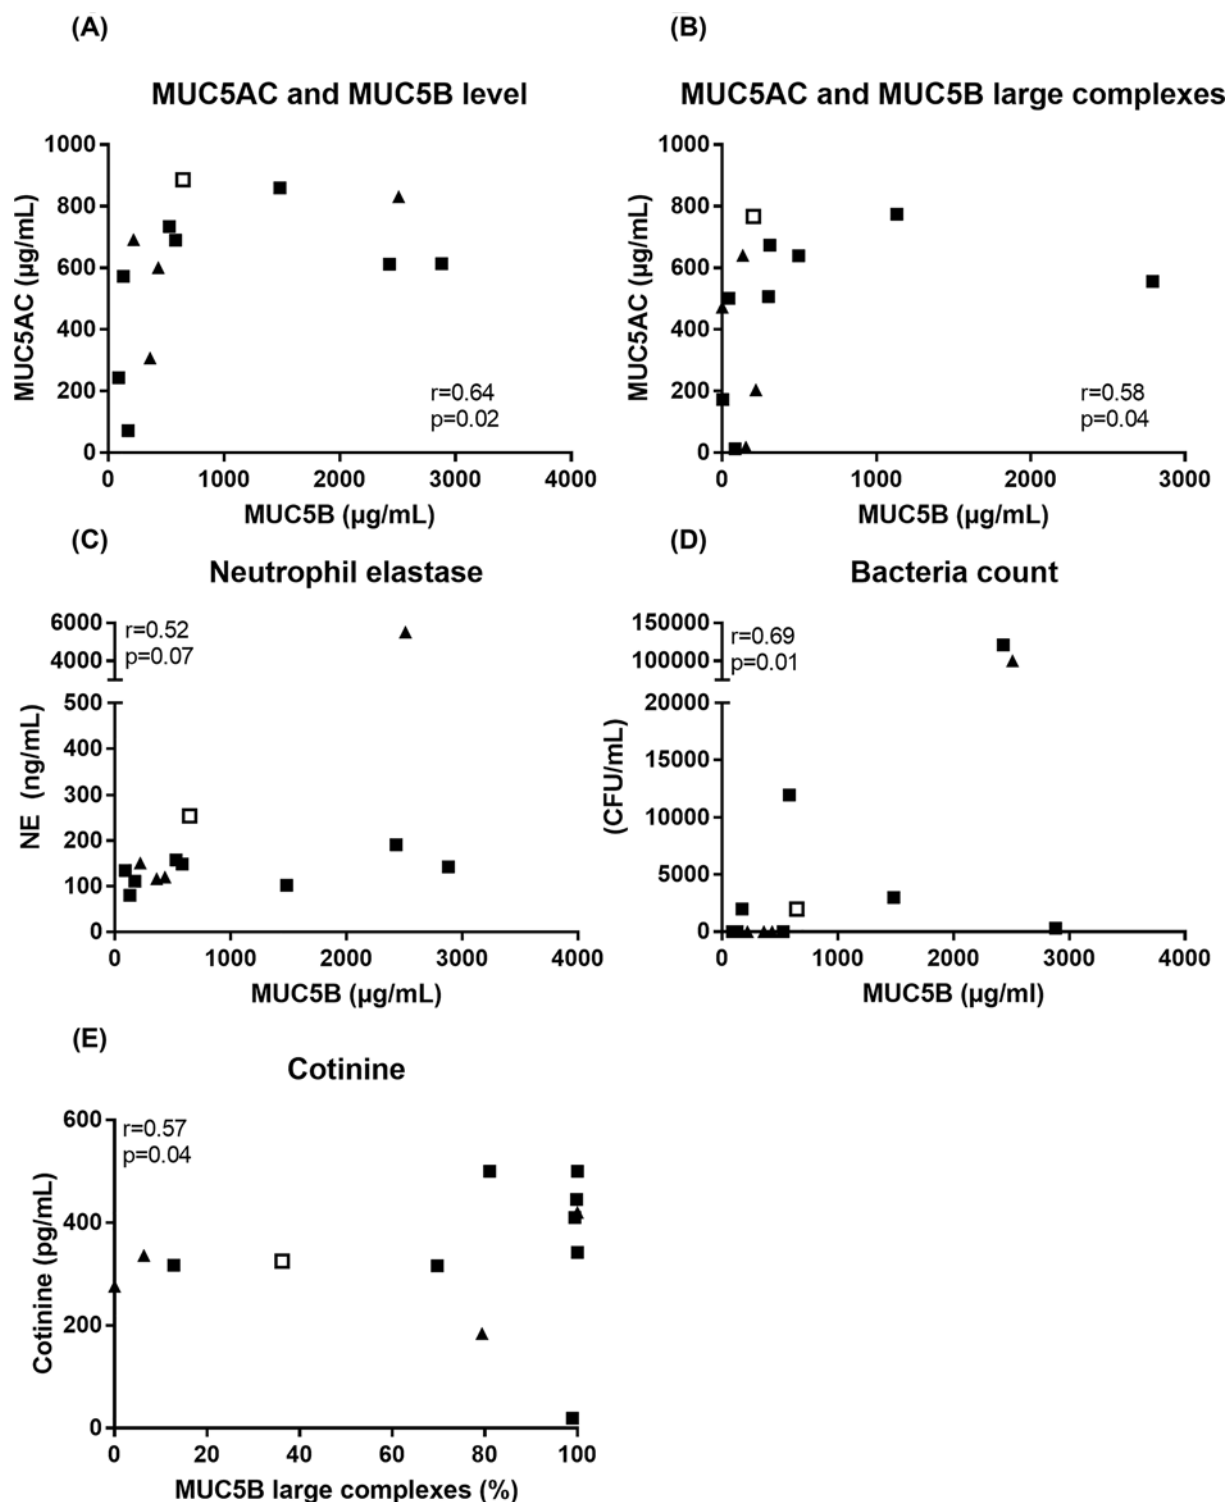 (A)
MUC5AC and MUC5B level
1000
800
600
400
200
0
MUC5AC (µg/mL)
r=0.64
p=0.02
0 1000 2000 3000 4000
MUC5B (µg/mL)
(B)
MUC5AC and MUC5B large complexes
1000
800
600
400
200
0
MUC5AC (µg/mL)
r=0.58
p=0.04
0 1000 2000 3000
MUC5B (µg/mL)
(C)
Neutrophil elastase
6000
4000
500
400
300
200
100
0
NE (ng/mL)
r=0.52
p=0.07
0 1000 2000 3000 4000
MUC5B (µg/mL)
(D)
Bacteria count
150000
100000
20000
15000
10000
5000
0
(CFU/mL)
r=0.69
p=0.01
0 1000 2000 3000 4000
MUC5B (µg/ml)
(E)
Cotinine
600
400
200
0
Cotinine (pg/mL)
r=0.57
p=0.04
0 20 40 60 80 100
MUC5B large complexes (%)